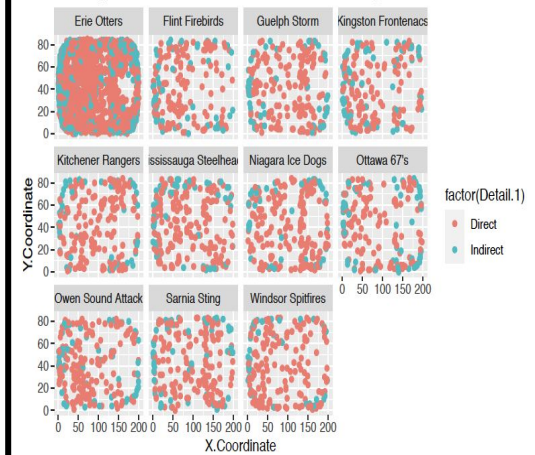 Erie Otters Flint Firebirds Guelph Storm Kingston Frontenacs
80
60
40
20
0
Kitchener Rangers ississauga Steelhead Niagara Ice Dogs Ottawa 67's
80
60
40
20
0
0 50 100 150 200
Owen Sound Attack Sarnia Sting Windsor Spitfires
80
60
40
20
0
0 50 100 150 200 0 50 100 150 200 0 50 100 150 200
X.Coordinate
Y.Coordinate
factor(Detail.1)
Direct
Indirect